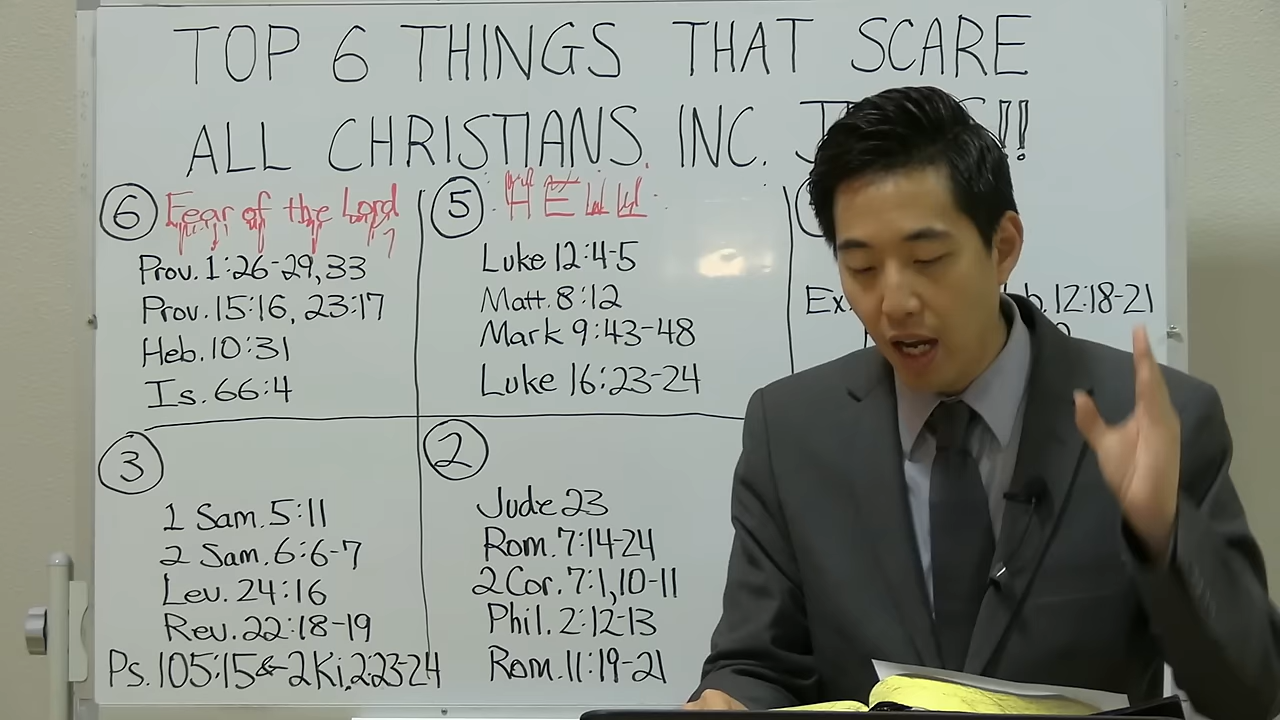 TOP 6 THINGS THAT SCARE
ALL CHRISTIANS. INC. !!
6 Fear of the Lord
Prov. 1:26-29, 33
Prov. 15:16, 23:17
Heb. 10:31
Is. 66:4
5 HELL
Luke 12:4-5
Matt. 8:12
Mark 9:43-48
Luke 16:23-24
Ex. 12:18-21
3
1 Sam. 5:11
2 Sam. 6:6-7
Lev. 24:16
Rev. 22:18-19
Ps. 105:15 & 2 Ki. 2:23-24
2
Jude 23
Rom. 7:14-24
2 Cor. 7:1, 10-11
Phil. 2:12-13
Rom. 11:19-21